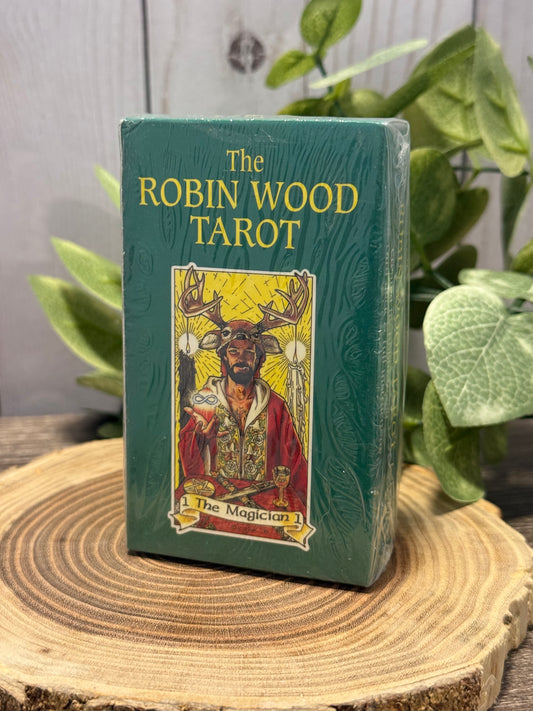 The
ROBIN WOOD
TAROT
1 The Magician 1